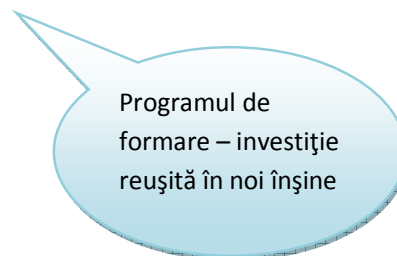 Programul de
formare – investiţie
reuşită în noi înşine